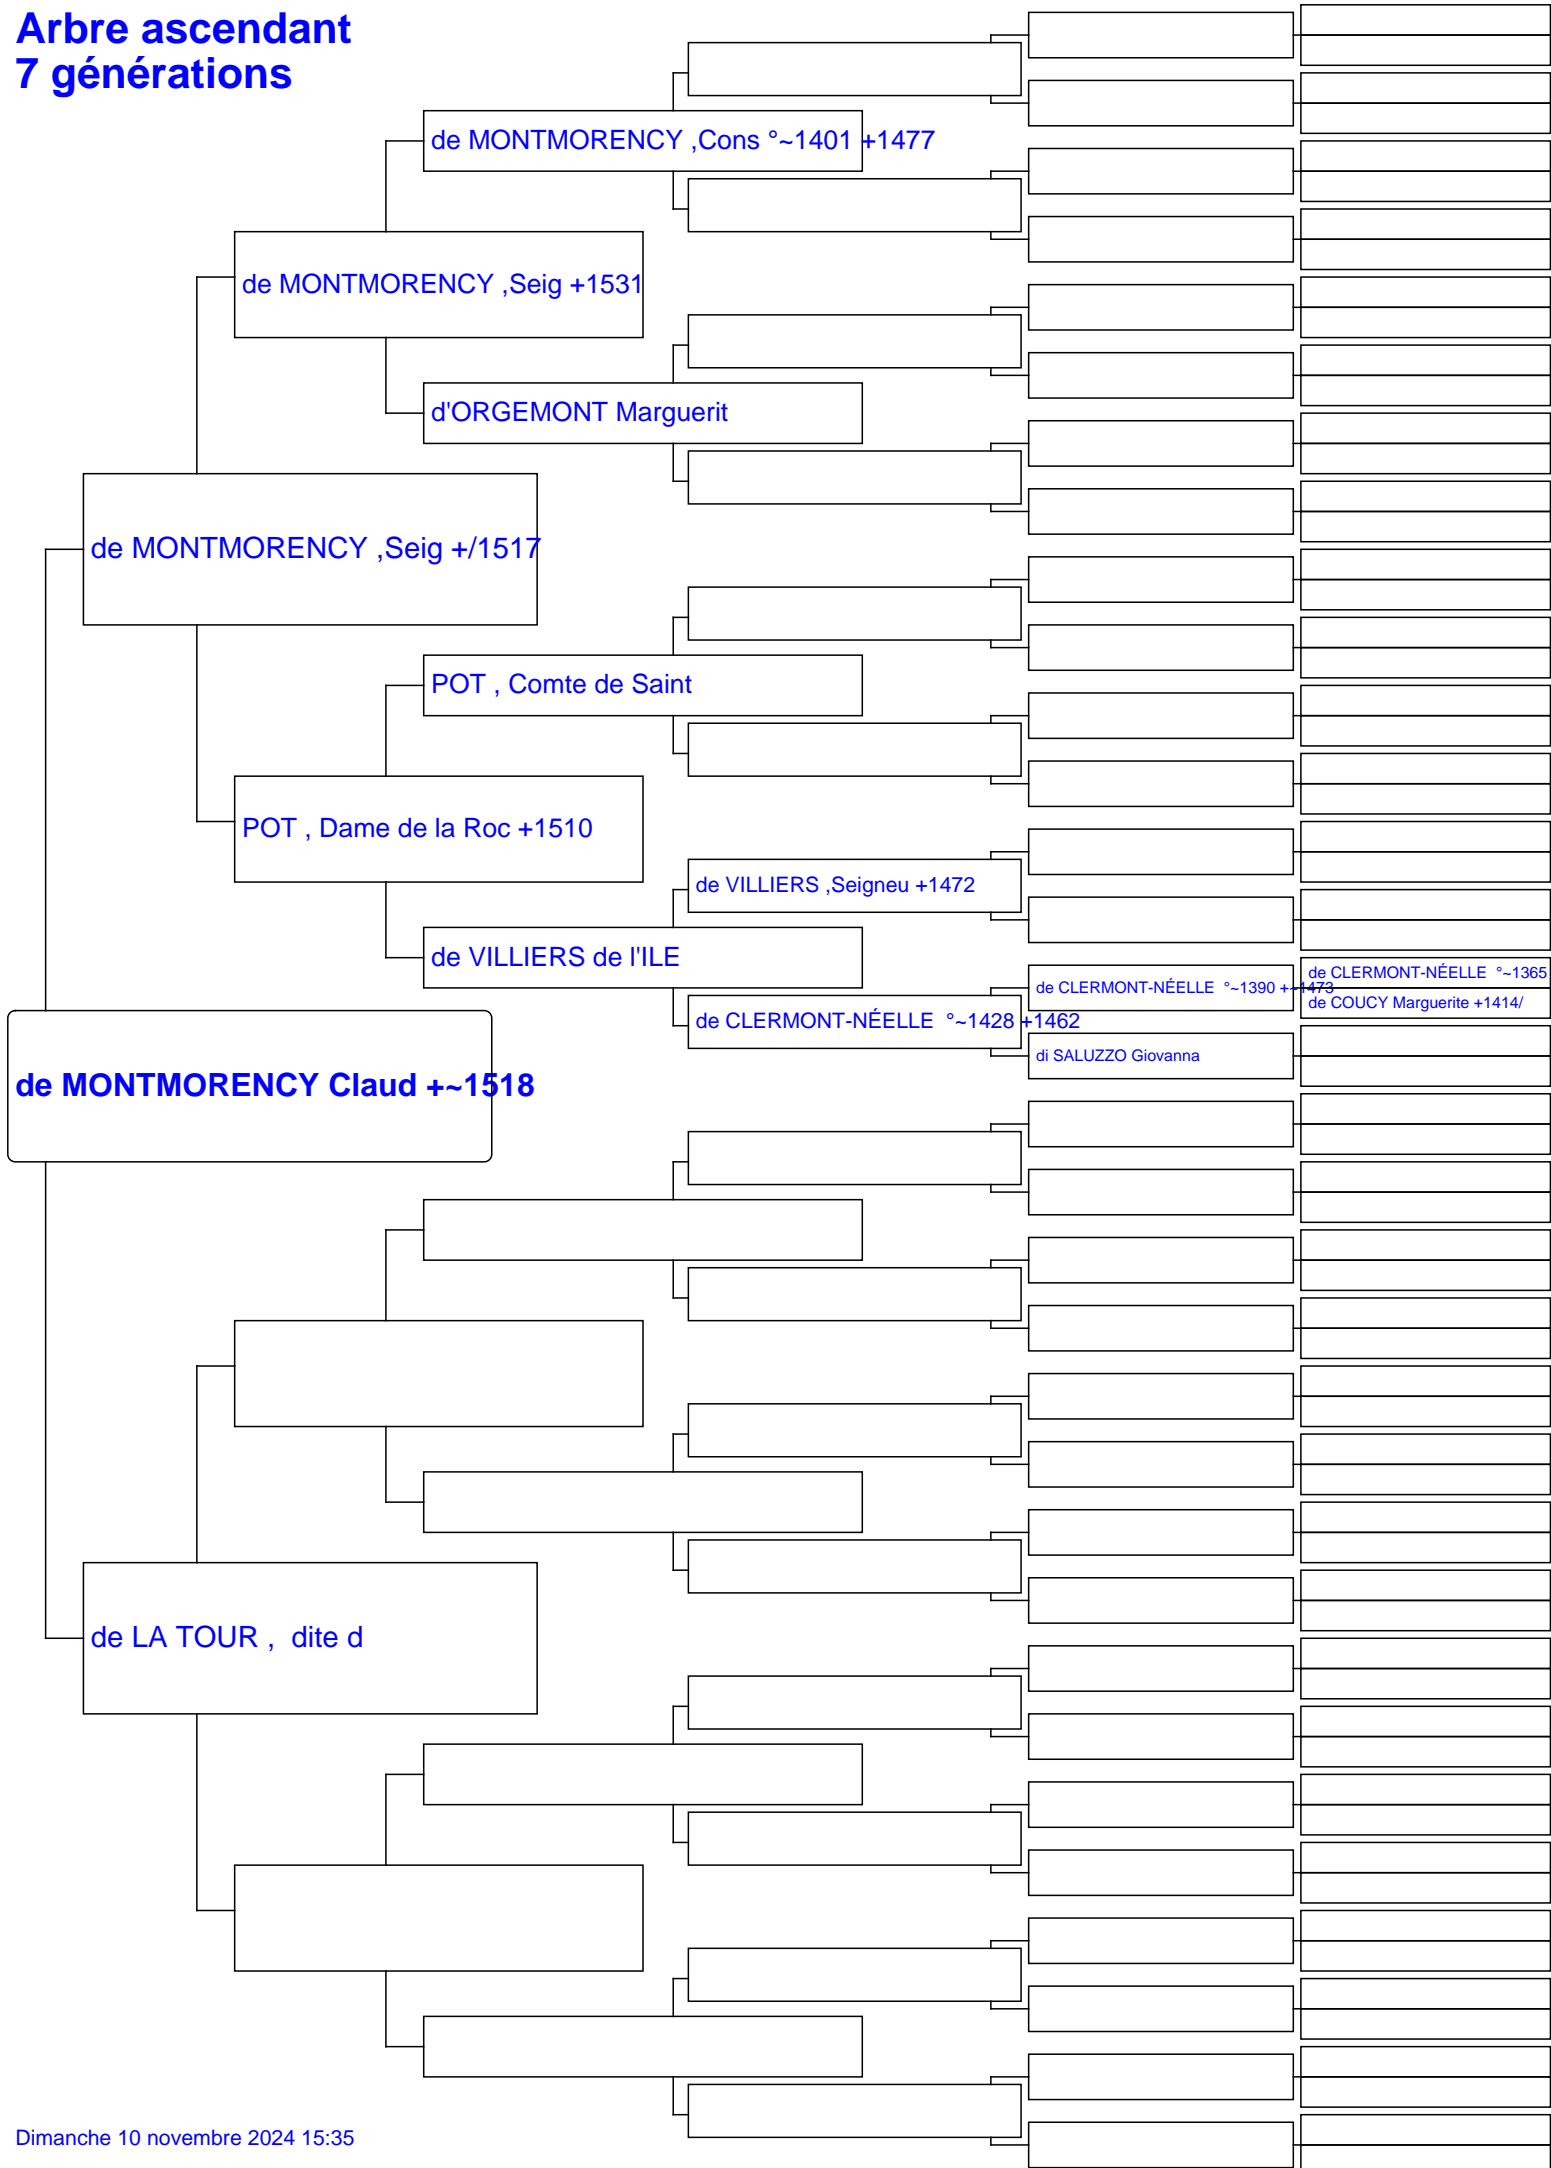 Arbre ascendant
7 générations
de MONTMORENCY ,Cons °~1401 +1477
de MONTMORENCY ,Seig +1531
d'ORGEMONT Marguerit
de MONTMORENCY ,Seig +/1517
POT , Comte de Saint
POT , Dame de la Roc +1510
de VILLIERS ,Seigneu +1472
de VILLIERS de l'ILE
de CLERMONT-NÉELLE °~1365
de CLERMONT-NÉELLE °~1390 +~1473
de COUCY Marguerite +1414/
de CLERMONT-NÉELLE °~1428 +1462
di SALUZZO Giovanna
de MONTMORENCY Claud +~1518
de LA TOUR , dite d
Dimanche 10 novembre 2024 15:35